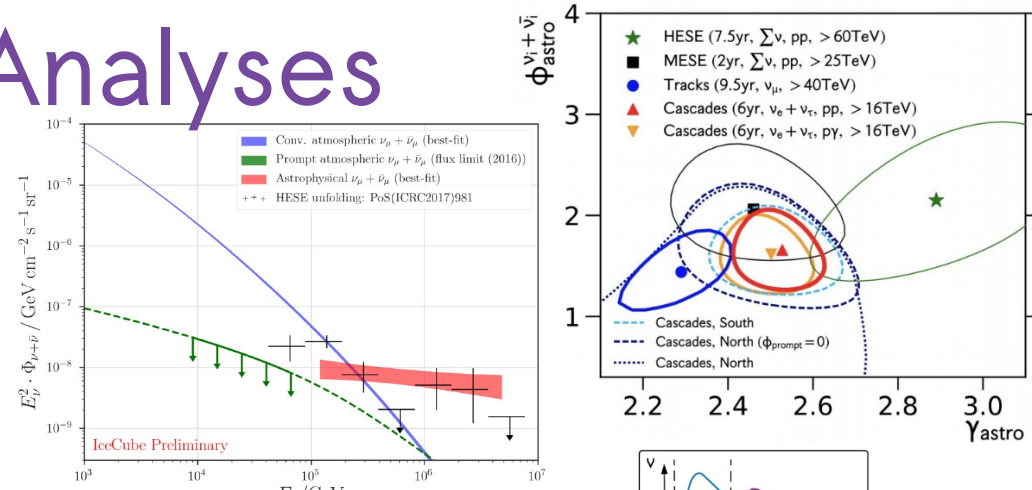 Analyses
10⁻⁴
10⁻⁵
10⁻⁶
10⁻⁷
10⁻⁸
10⁻⁹
E²ν · Φν+ν̄ / GeV cm⁻² s⁻¹ sr⁻¹
Conv. atmospheric νμ + ν̄μ (best-fit)
Prompt atmospheric νμ + ν̄μ (flux limit (2016))
Astrophysical νμ + ν̄μ (best-fit)
HESE unfolding: PoS(ICRC2017)981
IceCube Preliminary
10³ 10⁴ 10⁵ 10⁶ 10⁷
ϕ^νi+ν̄i astro
4
3
2
1
HESE (7.5yr, ∑ν, pp, >60TeV)
MESE (2yr, ∑ν, pp, >25TeV)
Tracks (9.5yr, νμ, >40TeV)
Cascades (6yr, νe+ντ, pp, >16TeV)
Cascades (6yr, νe+ντ, pγ, >16TeV)
Cascades, South
Cascades, North (ϕprompt=0)
Cascades, North
2.2 2.4 2.6 2.8 3.0
γastro
ν